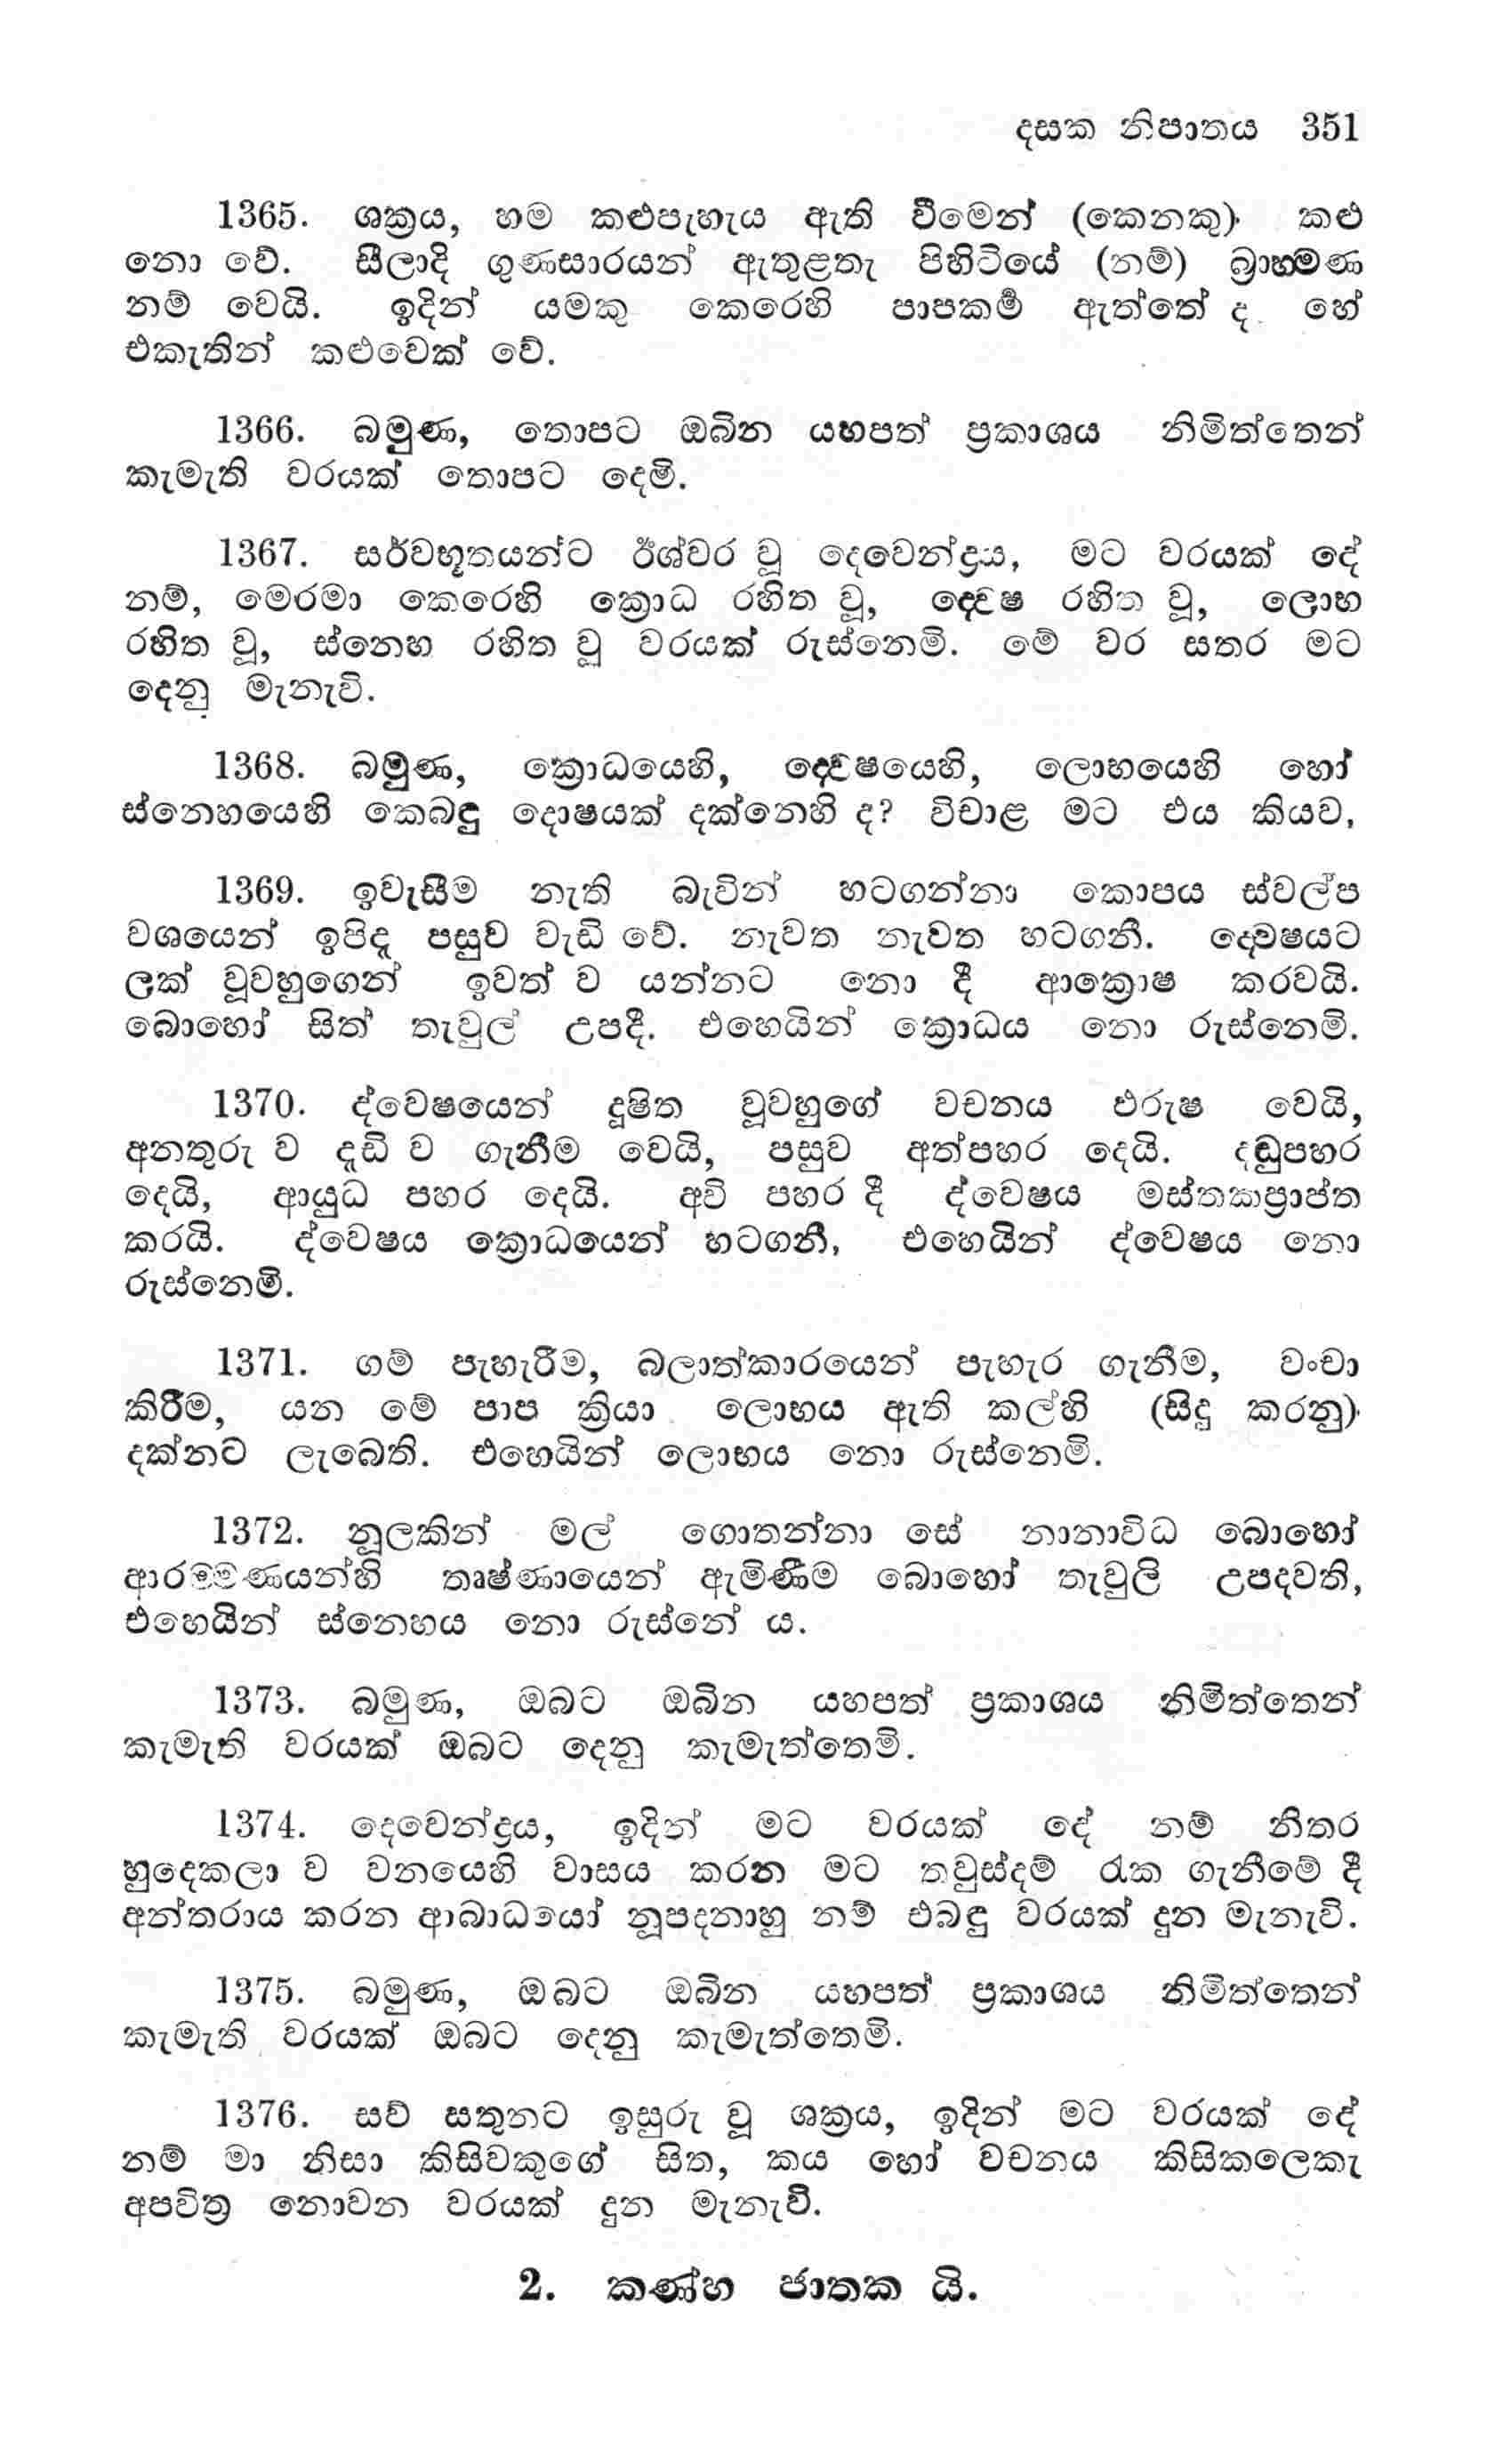 දසක නිපාතය 351
1365. ශක්‍රය, හම කළුපැහැය ඇති වීමෙන් (කෙනකු) කළු
නො වේ. සීලාදි ගුණසාරයන් ඇතුළතැ පිහිටියේ (නම්) බ්‍රාහ්මණ
නම් වෙයි. ඉදින් යමකු කෙරෙහි පාපකර්‍ම ඇත්තේ ද හේ
එකැතින් කළුවෙක් වේ.
1366. බමුණ, තොපට ඔබින යහපත් ප්‍රකාශය නිමිත්තෙන්
කැමැති වරයක් තොපට දෙමි.
1367. සර්වභූතයන්ට ඊශ්වර වූ දෙවෙන්ද්‍රය, මට වරයක් දේ
නම්, මෙරමා කෙරෙහි ක්‍රොධ රහිත වූ, ද්‍වෙෂ රහිත වූ, ලොභ
රහිත වූ, ස්නෙහ රහිත වූ වරයක් රුස්නෙමි. මේ වර සතර මට
දෙනු මැනැවි.
1368. බමුණ, ක්‍රොධයෙහි, ද්‍වෙෂයෙහි, ලොභයෙහි හෝ
ස්නෙහයෙහි කෙබඳු දොෂයක් දක්නෙහි ද? විචාළ මට එය කියව,
1369. ඉවැසීම නැති බැවින් හටගන්නා කොපය ස්වල්ප
වශයෙන් ඉපිද පසුව වැඩි වේ. නැවත නැවත හටගනී. ද්‍වෙෂයට
ලක් වූවහුගෙන් ඉවත් ව යන්නට නො දී ආක්‍රොෂ කරවයි.
බොහෝ සිත් තැවුල් උපදී. එහෙයින් ක්‍රොධය නො රුස්නෙමි.
1370. ද්වෙෂයෙන් දූෂිත වූවහුගේ වචනය ඵරුෂ වෙයි,
අනතුරු ව දැඩි ව ගැනීම වෙයි, පසුව අත්පහර දෙයි. දඬුපහර
දෙයි, ආයුධ පහර දෙයි. අවි පහර දී ද්වෙෂය මස්තකප්‍රාප්ත
කරයි. ද්වෙෂය ක්‍රොධයෙන් හටගනී, එහෙයින් ද්වෙෂය නො
රුස්නෙමි.
1371. ගම් පැහැරීම, බලාත්කාරයෙන් පැහැර ගැනීම, වංචා
කිරීම, යන මේ පාප ක්‍රියා ලොභය ඇති කල්හි (සිදු කරනු)
දක්නට ලැබෙති. එහෙයින් ලොභය නො රුස්නෙමි.
1372. නූලකින් මල් ගොතන්නා සේ නානාවිධ බොහෝ
ආරම්මණයන්හි තෘෂ්ණායෙන් ඇමිණීම බොහෝ තැවුලි උපදවති,
එහෙයින් ස්නෙහය නො රුස්නේ ය.
1373. බමුණ, ඔබට ඔබින යහපත් ප්‍රකාශය නිමිත්තෙන්
කැමැති වරයක් ඔබට දෙනු කැමැත්තෙමි.
1374. දෙවෙන්ද්‍රය, ඉදින් මට වරයක් දේ නම් නිතර
හුදෙකලා ව වනයෙහි වාසය කරන මට තවුස්දම් රැක ගැනීමේ දී
අන්තරාය කරන ආබාධයෝ නූපදනාහු නම් එබඳු වරයක් දුන මැනැවි.
1375. බමුණ, ඔබට ඔබින යහපත් ප්‍රකාශය නිමිත්තෙන්
කැමැති වරයක් ඔබට දෙනු කැමැත්තෙමි.
1376. සව් සතුනට ඉසුරු වූ ශක්‍රය, ඉදින් මට වරයක් දේ
නම් මා නිසා කිසිවකුගේ සිත, කය හෝ වචනය කිසිකලෙකැ
අපවිත්‍ර නොවන වරයක් දුන මැනැවි.
2. කණ්හ ජාතක යි.